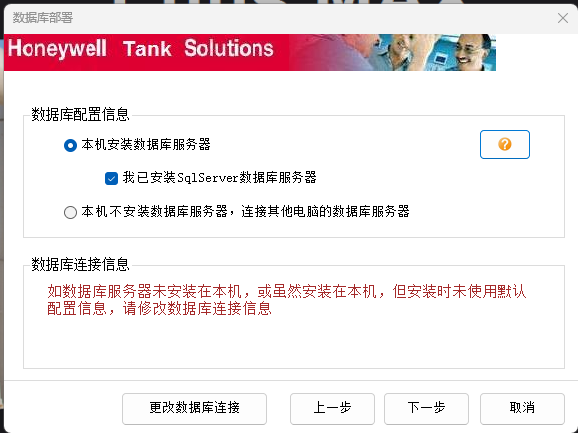 数据库部署
Honeywell Tank Solutions
数据库配置信息
本机安装数据库服务器
?
我已安装SqlServer数据库服务器
本机不安装数据库服务器，连接其他电脑的数据库服务器
数据库连接信息
如数据库服务器未安装在本机，或虽然安装在本机，但安装时未使用默认
配置信息，请修改数据库连接信息
更改数据库连接
上一步
下一步
取消